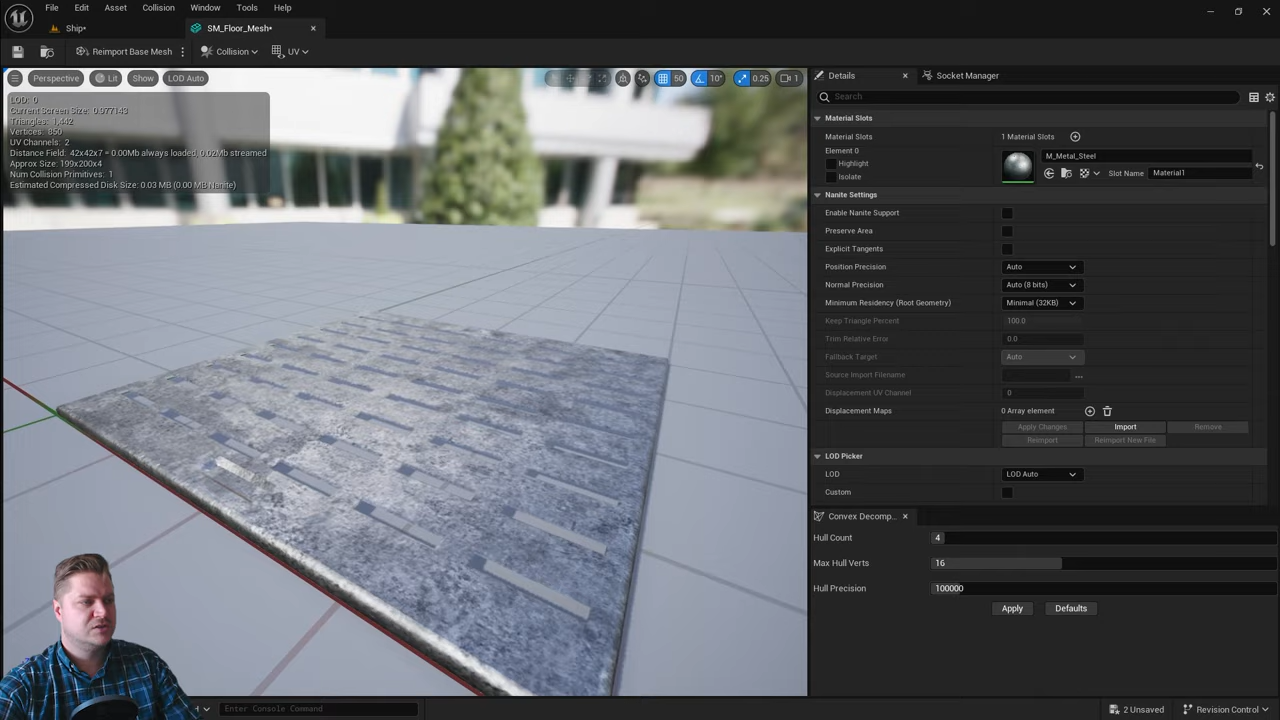 File
Edit
Asset
Collision
Window
Tools
Help
Ship*
SM_Floor_Mesh*
Reimport Base Mesh
Collision
UV
Perspective
Lit
Show
LOD Auto
50
10°
0.25
1
LOD: 0
Current Screen Size: 0.977143
Triangles: 1,442
Vertices: 850
UV Channels: 2
Distance Field: 42x42x7 = 0.00Mb always loaded, 0.02Mb streamed
Approx Size: 199x200x4
Num Collision Primitives: 1
Estimated Compressed Disk Size: 0.03 MB (0.00 MB Nanite)
Details
Socket Manager
Search
Material Slots
Material Slots
1 Material Slots
Element 0
Highlight
Isolate
M_Metal_Steel
Slot Name
Material1
Nanite Settings
Enable Nanite Support
Preserve Area
Explicit Tangents
Position Precision
Auto
Normal Precision
Auto (8 bits)
Minimum Residency (Root Geometry)
Minimal (32KB)
Keep Triangle Percent
100.0
Trim Relative Error
0.0
Fallback Target
Auto
Source Import Filename
Displacement UV Channel
0
Displacement Maps
0 Array element
Apply Changes
Import
Remove
Reimport
Reimport New File
LOD Picker
LOD
LOD Auto
Custom
Convex Decomp...
Hull Count
4
Max Hull Verts
16
Hull Precision
100000
Apply
Defaults
Enter Console Command
2 Unsaved
Revision Control